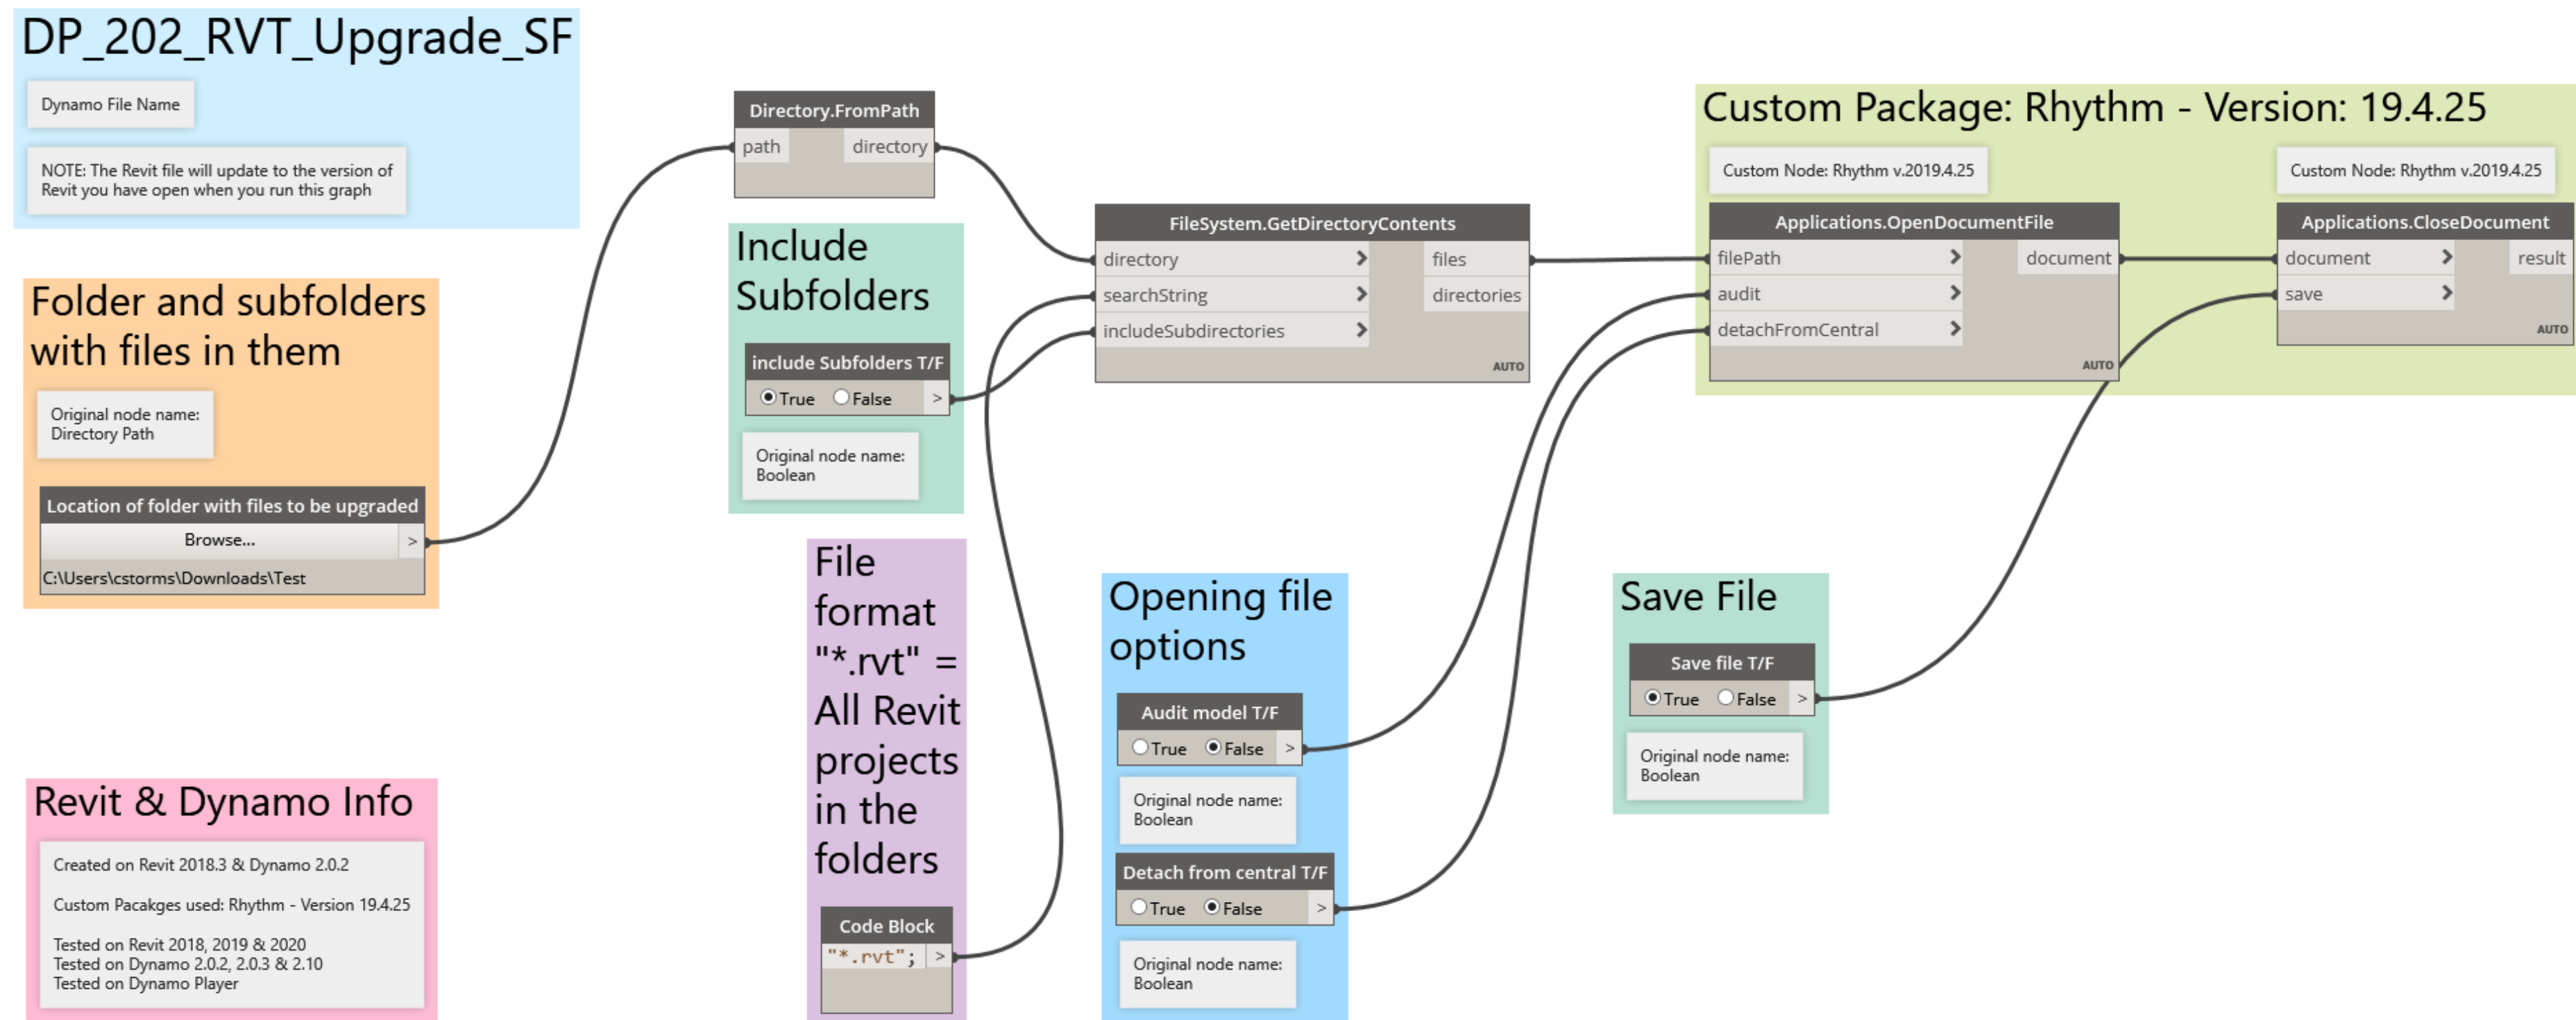 DP_202_RVT_Upgrade_SF
Dynamo File Name
NOTE: The Revit file will update to the version of
Revit you have open when you run this graph
Folder and subfolders
with files in them
Original node name:
Directory Path
Location of folder with files to be upgraded
Browse...
>
C:\Users\cstorms\Downloads\Test
Revit & Dynamo Info
Created on Revit 2018.3 & Dynamo 2.0.2
Custom Pacakges used: Rhythm - Version 19.4.25
Tested on Revit 2018, 2019 & 2020
Tested on Dynamo 2.0.2, 2.0.3 & 2.10
Tested on Dynamo Player
Directory.FromPath
path directory
Include
Subfolders
include Subfolders T/F
True False >
Original node name:
Boolean
File
format
"*.rvt" =
All Revit
projects
in the
folders
Code Block
"*.rvt"; >
FileSystem.GetDirectoryContents
directory > files
searchString > directories
includeSubdirectories >
AUTO
Opening file
options
Audit model T/F
True False >
Original node name:
Boolean
Detach from central T/F
True False >
Original node name:
Boolean
Save File
Save file T/F
True False >
Original node name:
Boolean
Custom Package: Rhythm - Version: 19.4.25
Custom Node: Rhythm v.2019.4.25
Applications.OpenDocumentFile
filePath > document
audit >
detachFromCentral >
AUTO
Custom Node: Rhythm v.2019.4.25
Applications.CloseDocument
document > result
save >
AUTO